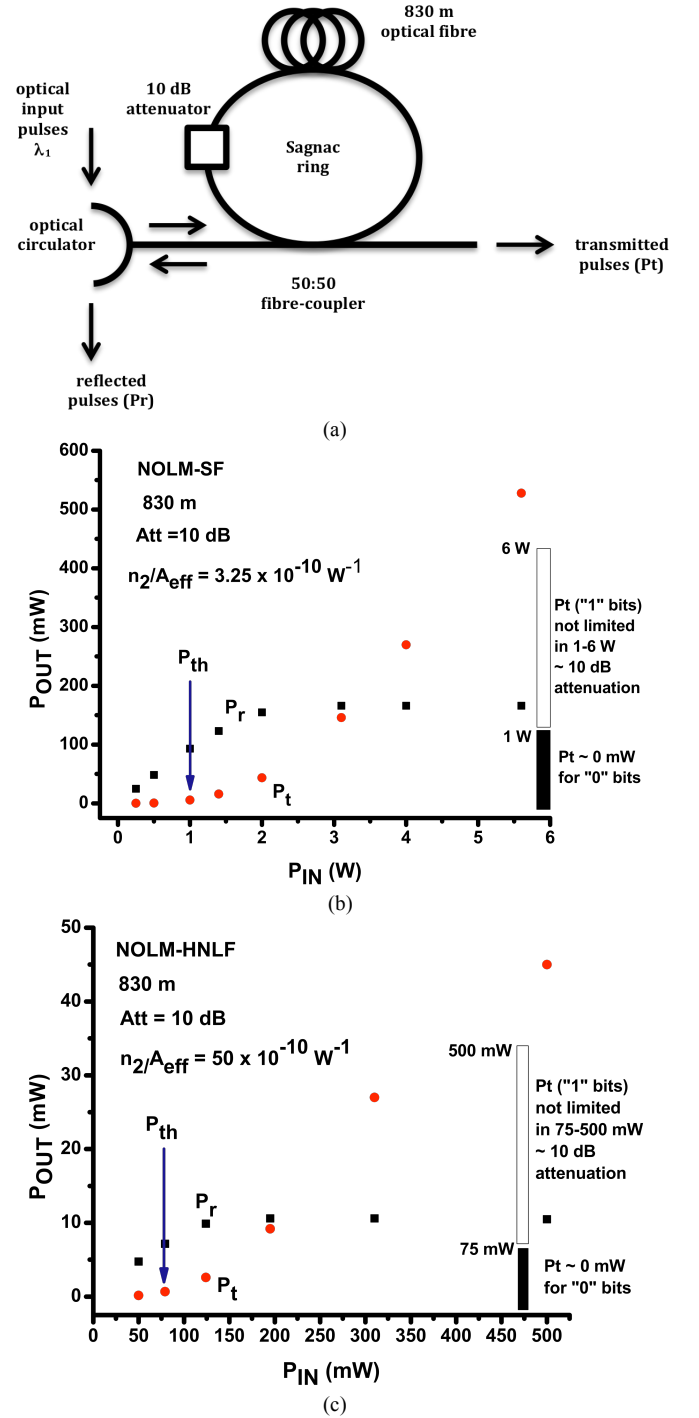 830 m
optical fibre
10 dB
attenuator
optical
input
pulses
λ₁
Sagnac
ring
optical
circulator
transmitted
pulses (Pt)
50:50
fibre-coupler
reflected
pulses (Pr)
(a)
600
500
400
300
200
100
0
P_OUT (mW)
NOLM-SF
830 m
Att =10 dB
n₂/A_eff = 3.25 x 10⁻¹⁰ W⁻¹
P_th
P_r
P_t
6 W
Pt ("1" bits)
not limited
in 1-6 W
~ 10 dB
attenuation
1 W
Pt ~ 0 mW
for "0" bits
0 1 2 3 4 5 6
P_IN (W)
(b)
50
40
30
20
10
0
P_OUT (mW)
NOLM-HNLF
830 m
Att = 10 dB
n₂/A_eff = 50 x 10⁻¹⁰ W⁻¹
P_th
P_r
P_t
500 mW
Pt ("1" bits)
not limited
in 75-500 mW
~ 10 dB
attenuation
75 mW
Pt ~ 0 mW
for "0" bits
0 50 100 150 200 250 300 350 400 450 500
P_IN (mW)
(c)